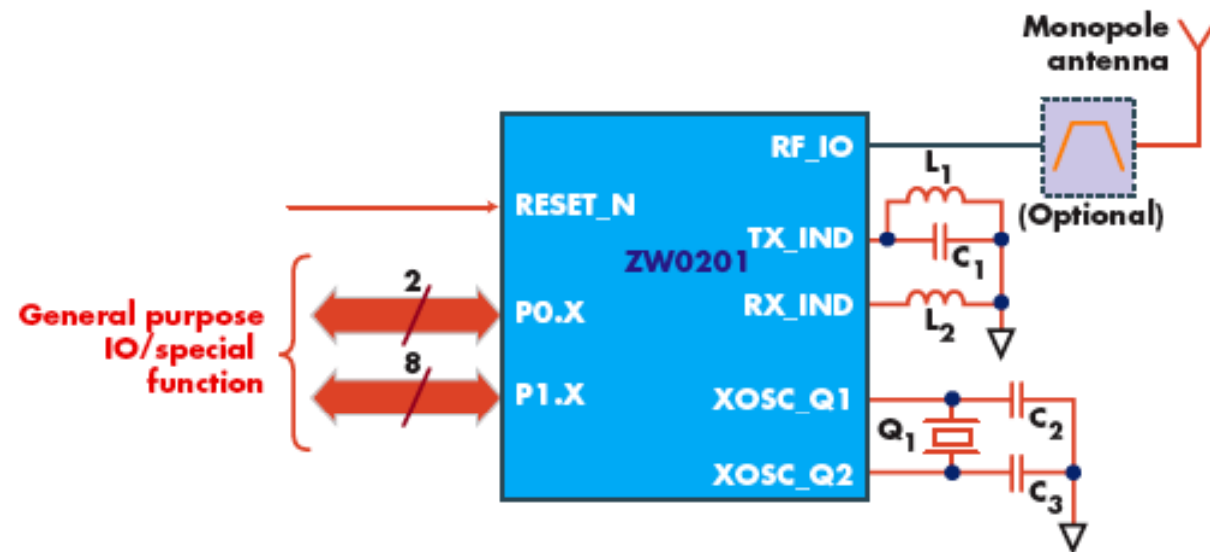 Monopole
antenna
RF_IO
L1
(Optional)
RESET_N
TX_IND
C1
ZW0201
2
General purpose
IO/special
function
P0.X
RX_IND
L2
8
P1.X
XOSC_Q1
C2
Q1
XOSC_Q2
C3